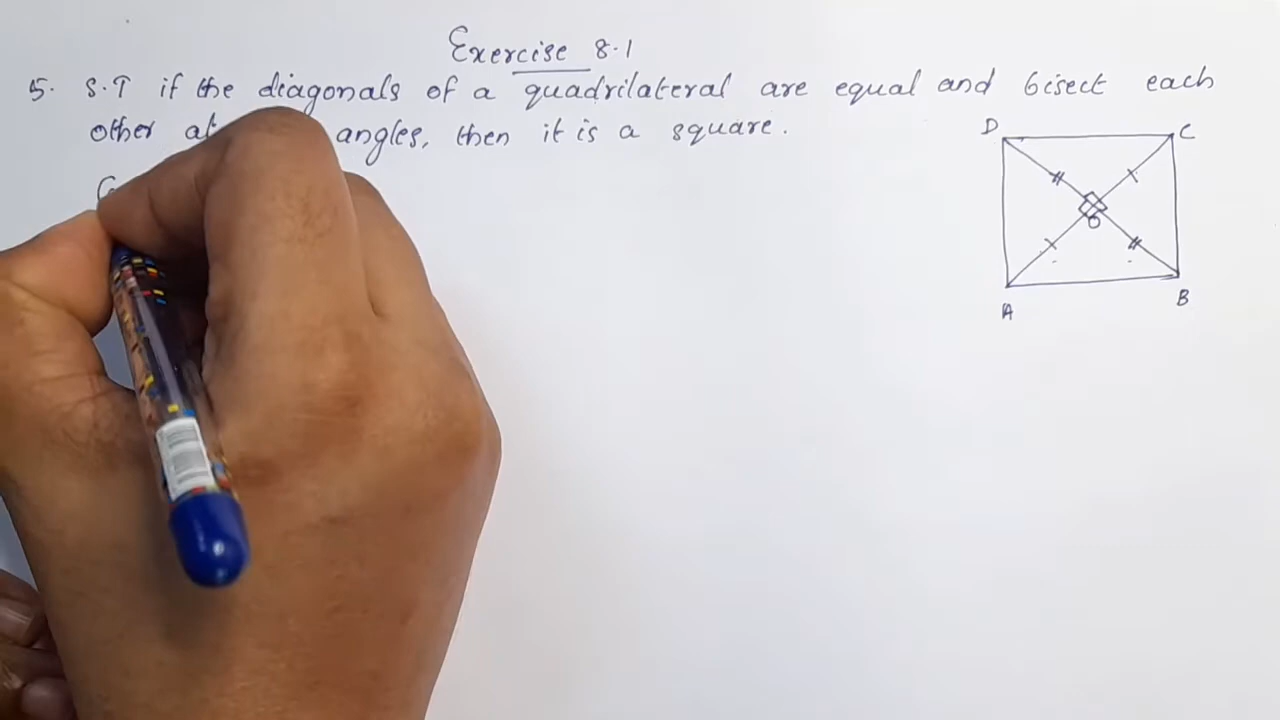 Exercise 8.1
5. S.T if the diagonals of a quadrilateral are equal and bisect each
other at angles, then it is a square.
D C
O
A B